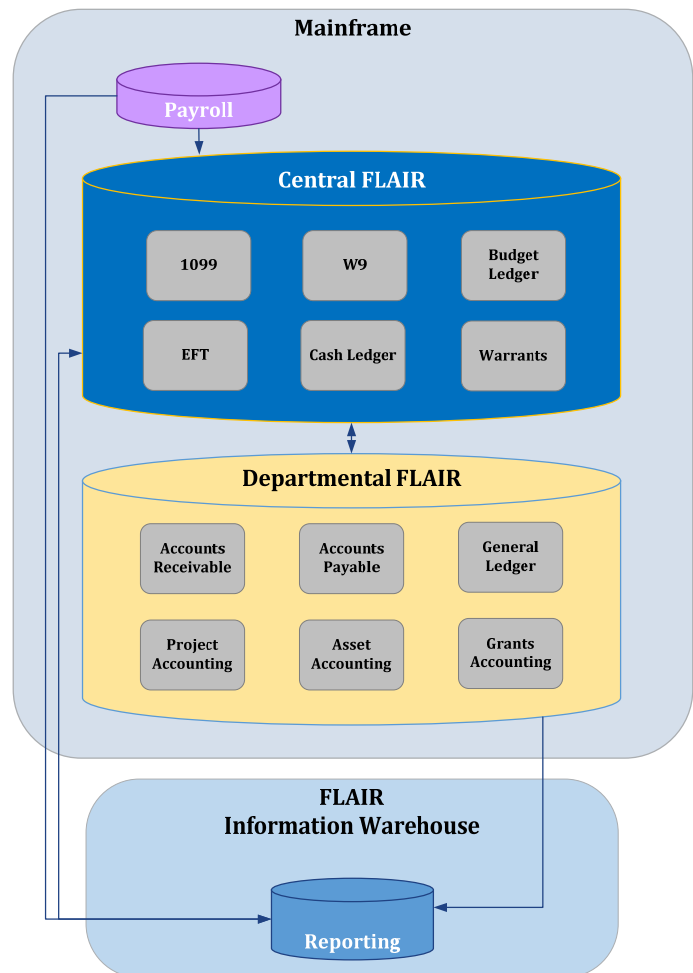 Mainframe
Payroll
Central FLAIR
1099
W9
Budget
Ledger
EFT
Cash Ledger
Warrants
Departmental FLAIR
Accounts
Receivable
Accounts
Payable
General
Ledger
Project
Accounting
Asset
Accounting
Grants
Accounting
FLAIR
Information Warehouse
Reporting